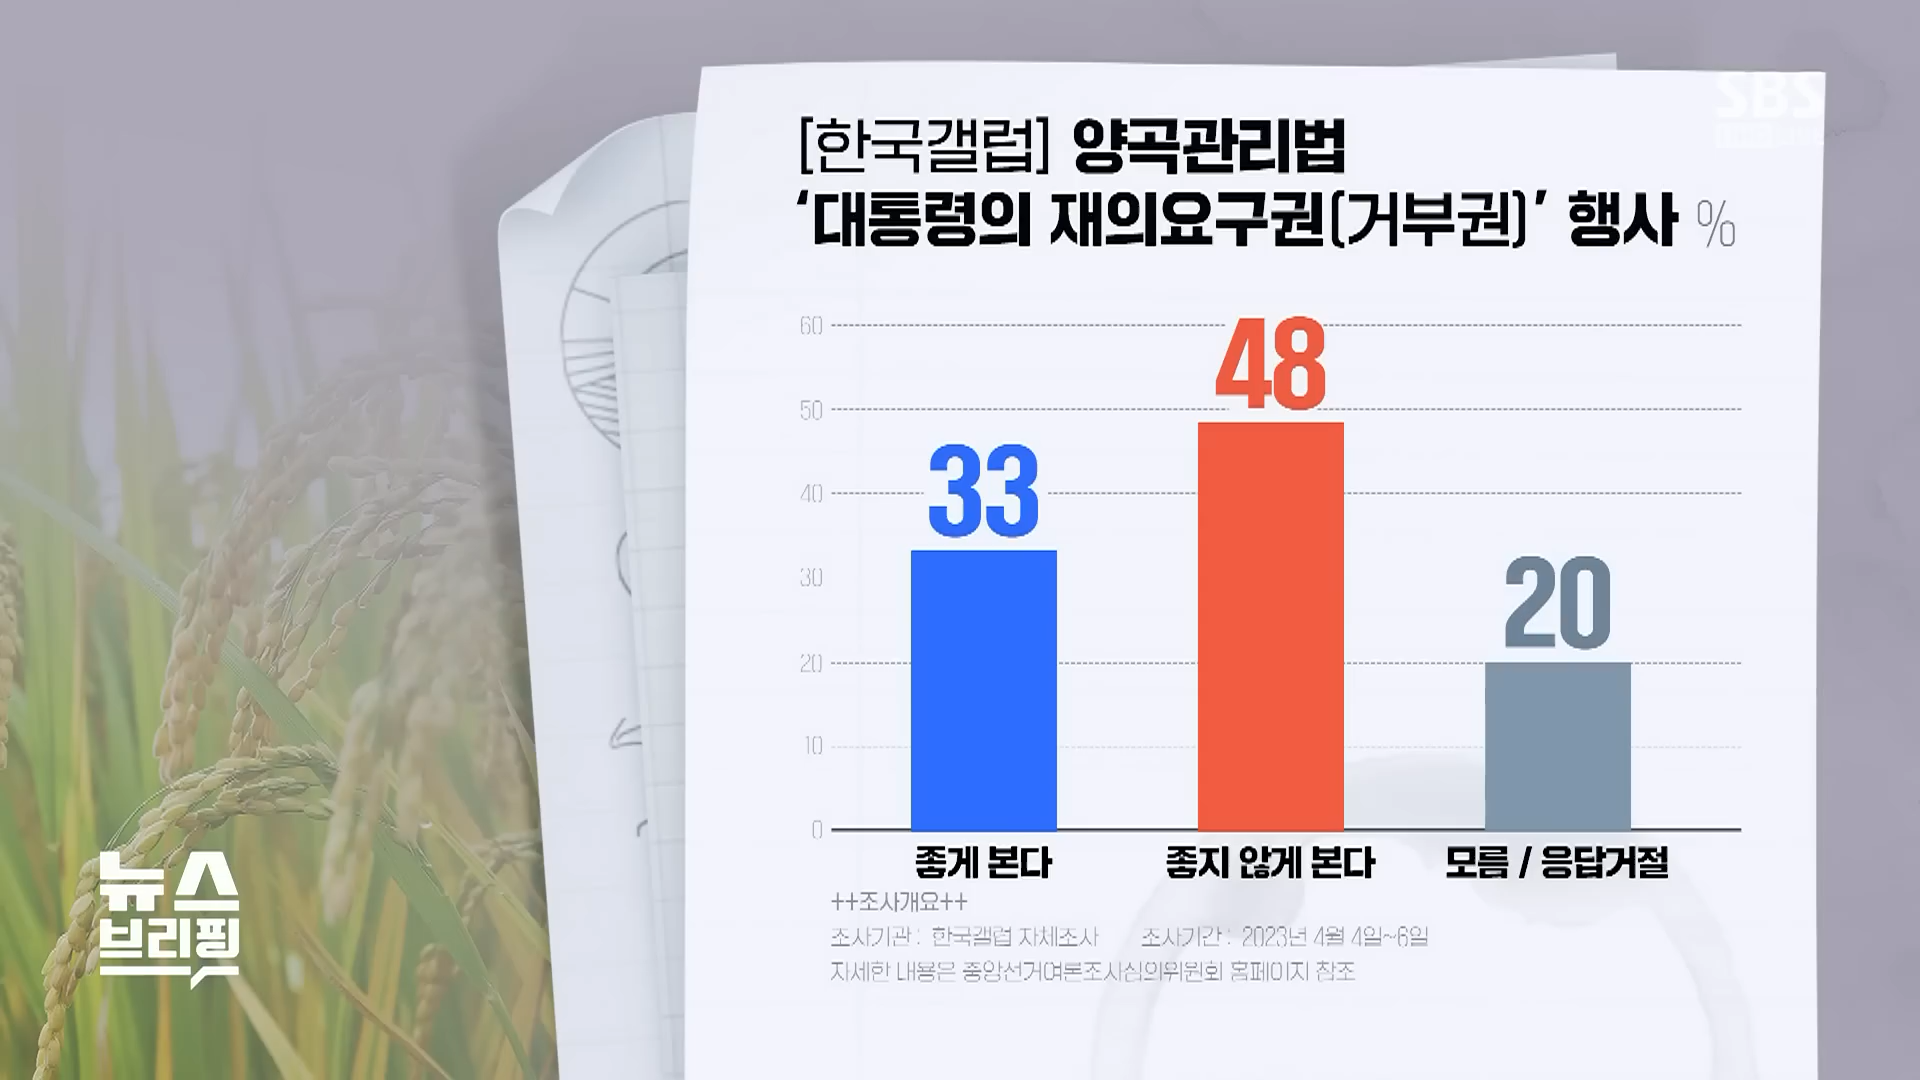 SBS
[한국갤럽] 양곡관리법
‘대통령의 재의요구권(거부권)’ 행사 %
60
50
40
30
20
10
0
33
48
20
좋게 본다
좋지 않게 본다
모름 / 응답거절
++조사개요++
조사기관 : 한국갤럽 자체조사 조사기간 : 2023년 4월 4일~6일
자세한 내용은 중앙선거여론조사심의위원회 홈페이지 참조
뉴스
브리핑